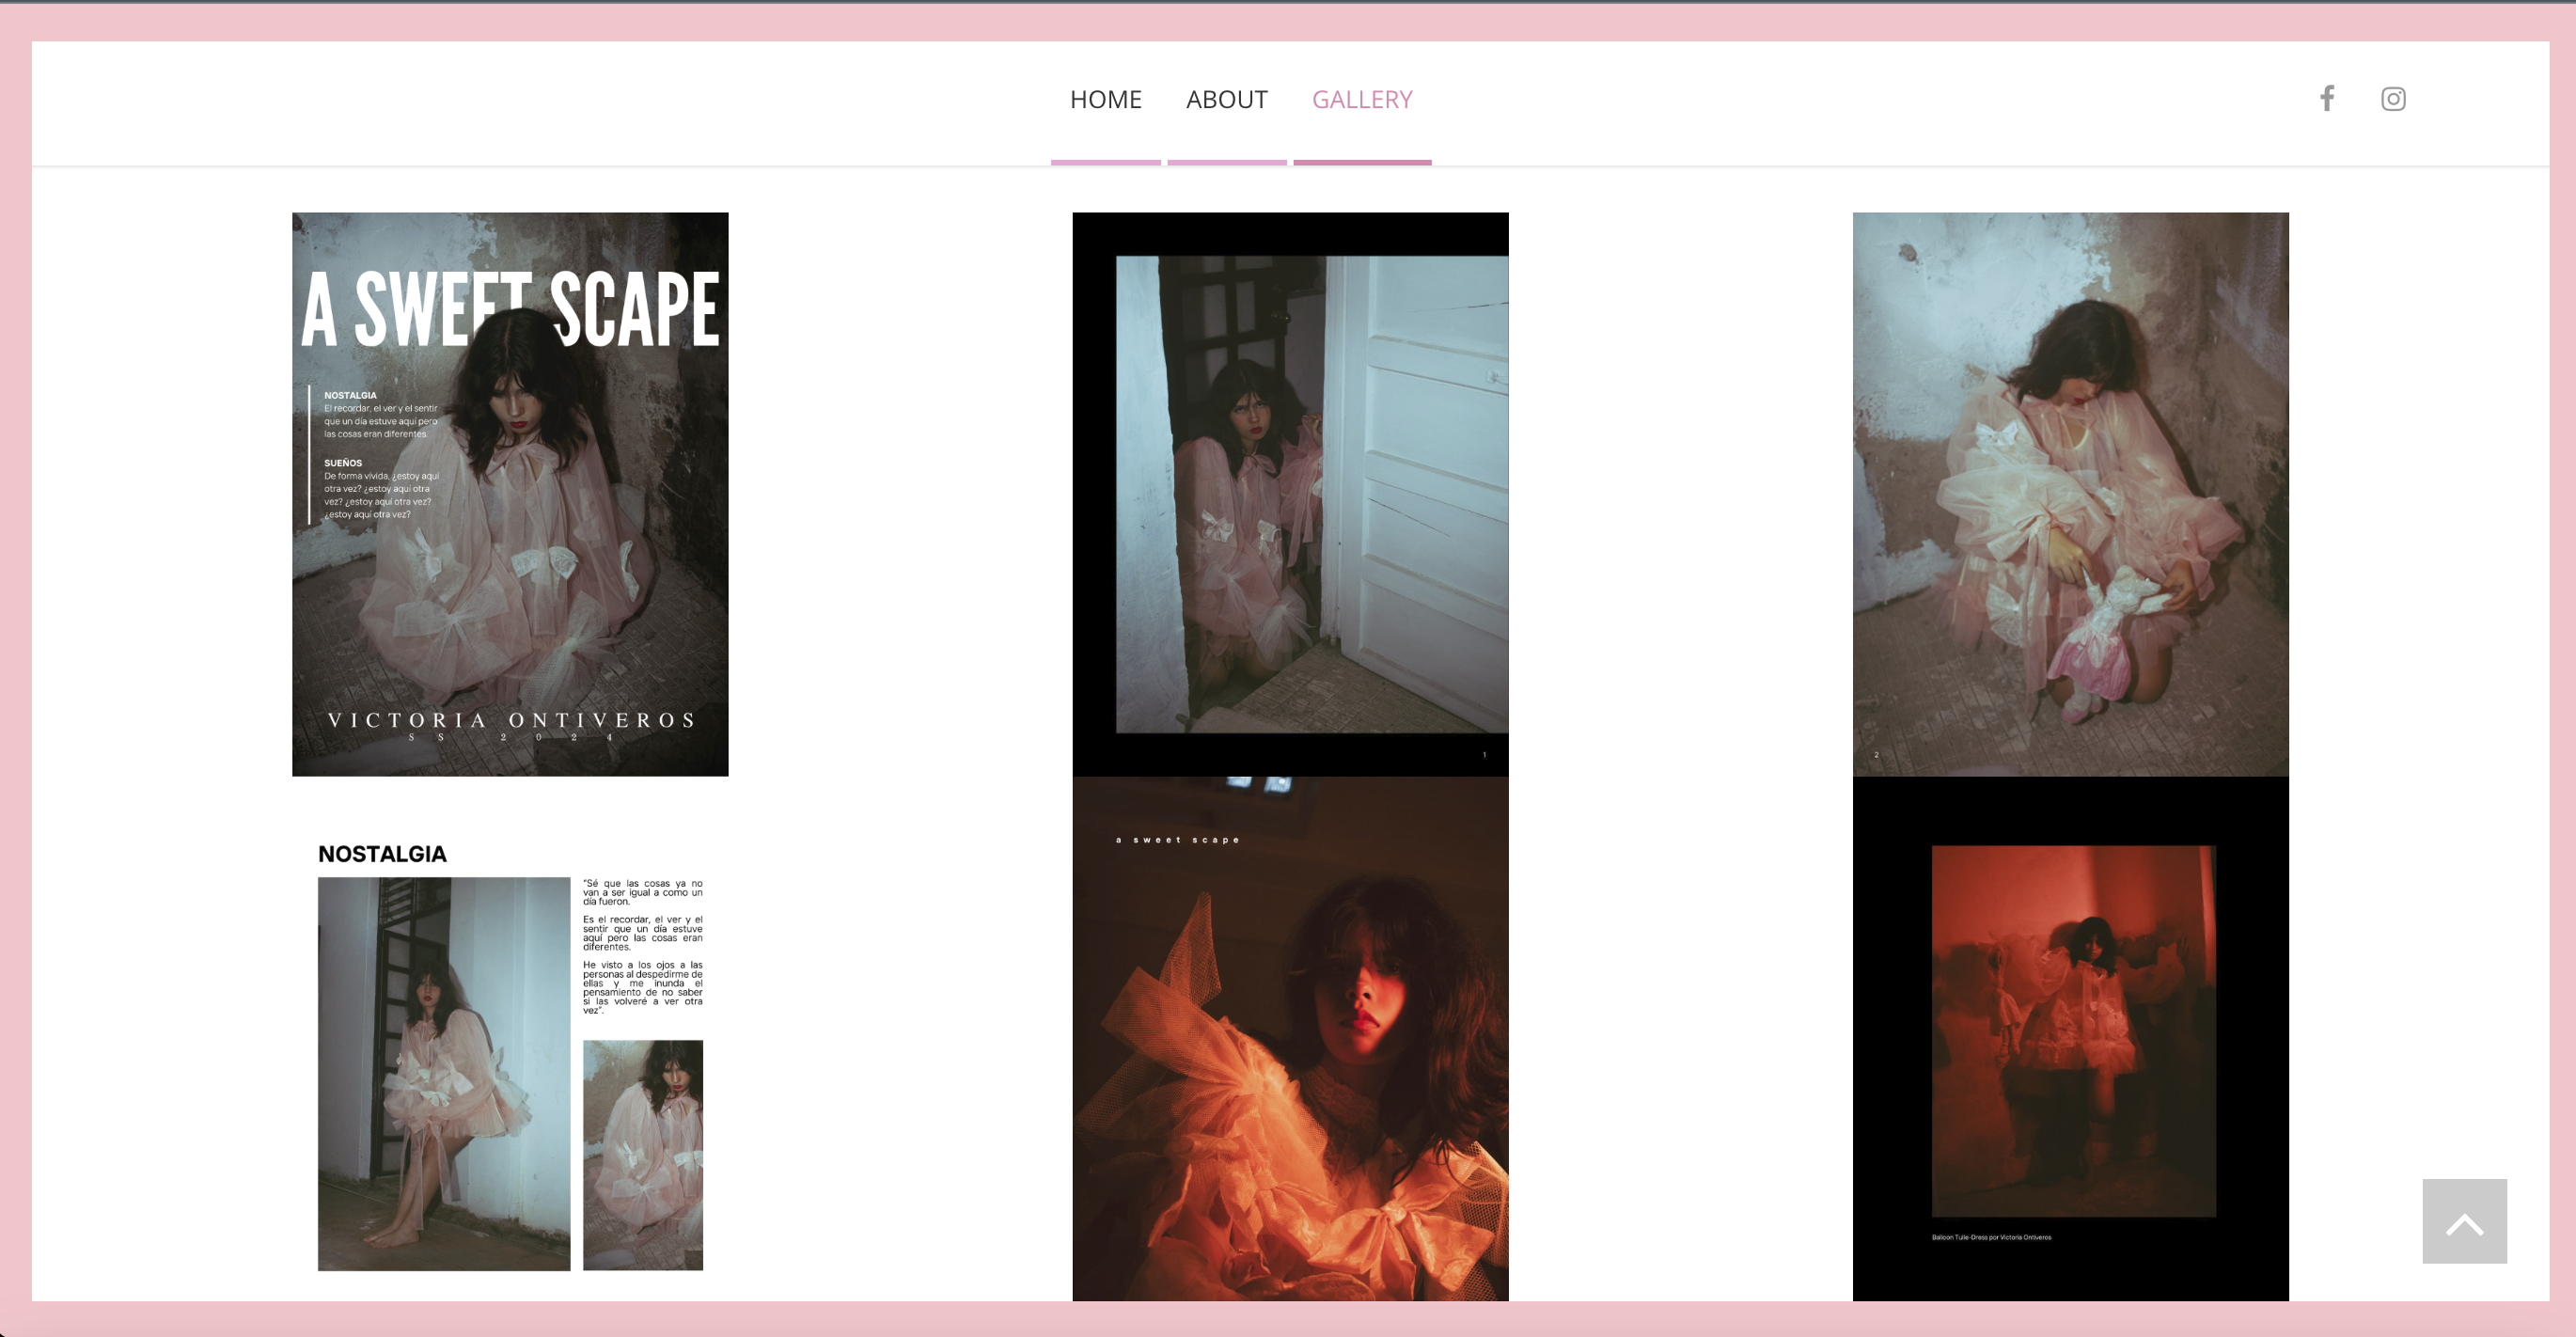 HOME ABOUT GALLERY
A SWEET SCAPE
NOSTALGIA
El recordar, el ver y el sentir
que un día estuve aquí pero
las cosas eran diferentes.
SUEÑOS
De forma vívida, ¿estoy aquí
otra vez? ¿estoy aquí otra
vez? ¿estoy aquí otra vez?
¿estoy aquí otra vez?
VICTORIA ONTIVEROS
SS 2024
1
2
NOSTALGIA
"Sé que las cosas ya no
van a ser igual a como un
día fueron.
Es el recordar, el ver y el
sentir que un día estuve
aquí pero las cosas eran
diferentes.
He visto a los ojos a las
personas al despedirme de
ellas y me inunda el
pensamiento de no saber
si las volveré a ver otra
vez".
a sweet scape
Balloon Tulle-Dress por Victoria Ontiveros